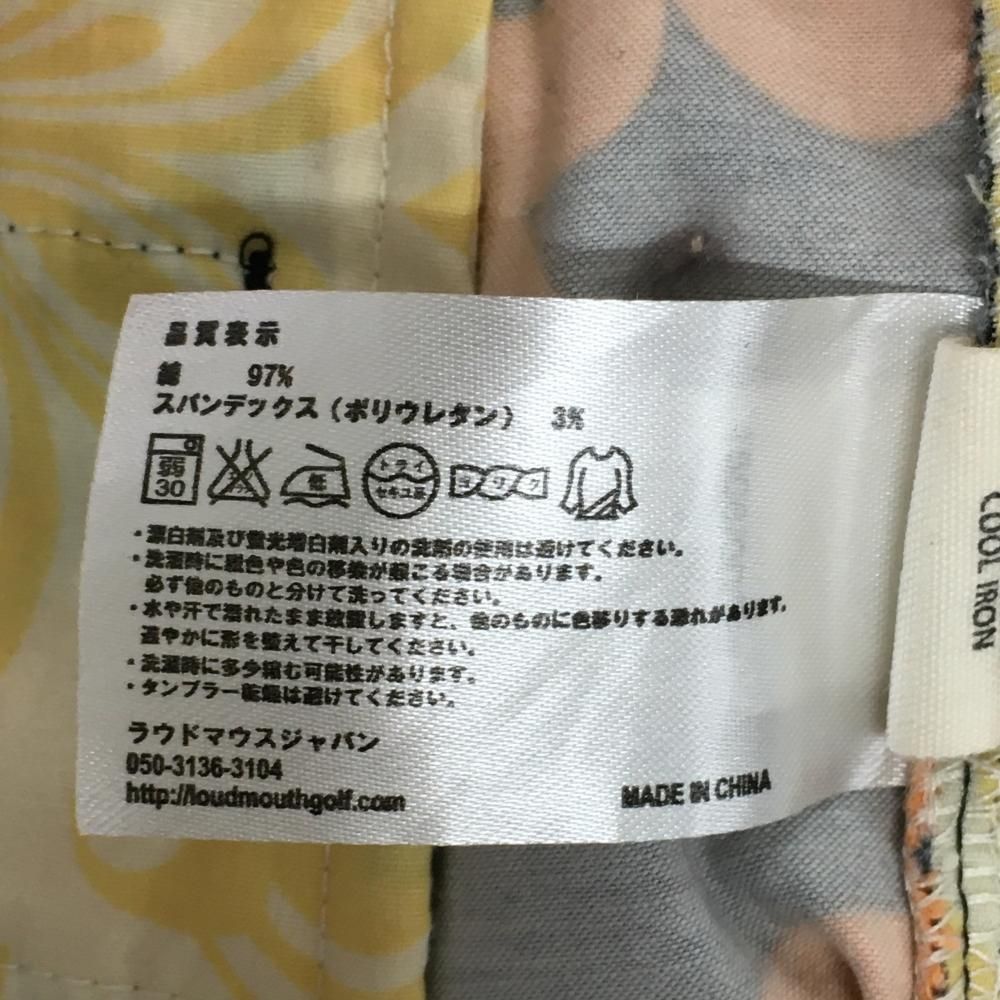 品質表示
綿 97%
スパンデックス（ポリウレタン） 3%
弱
30
低
ドライ
セキユ系
ヨワク
・漂白剤及び蛍光増白剤入りの洗剤の使用は避けてください。
・洗濯時に脱色や色の移染が起こる場合があります。
必ず他のものと分けて洗ってください。
・水や汗で濡れたまま放置しますと、他のものに色移りする恐れがあります。
速やかに形を整えて干してください。
・洗濯時に多少縮む可能性があります。
・タンブラー乾燥は避けてください。
ラウドマウスジャパン
050-3136-3104
http://loudmouthgolf.com
MADE IN CHINA
COOL IRON